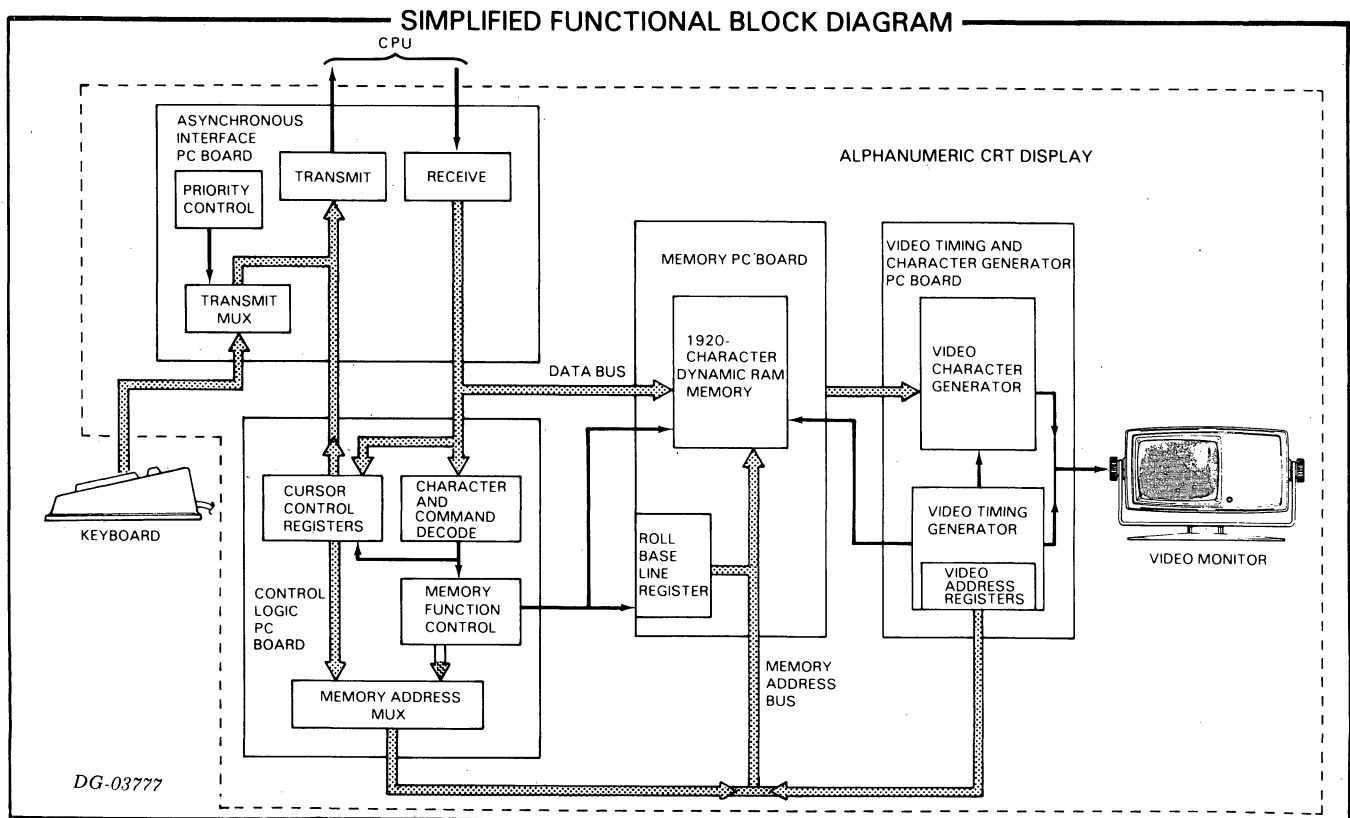 SIMPLIFIED FUNCTIONAL BLOCK DIAGRAM
CPU
ASYNCHRONOUS
INTERFACE
PC BOARD
TRANSMIT
RECEIVE
PRIORITY
CONTROL
TRANSMIT
MUX
ALPHANUMERIC CRT DISPLAY
MEMORY PC BOARD
VIDEO TIMING AND
CHARACTER GENERATOR
PC BOARD
1920-
CHARACTER
DYNAMIC RAM
MEMORY
VIDEO
CHARACTER
GENERATOR
DATA BUS
KEYBOARD
CURSOR
CONTROL
REGISTERS
CHARACTER
AND
COMMAND
DECODE
ROLL
BASE
LINE
REGISTER
VIDEO TIMING
GENERATOR
VIDEO
ADDRESS
REGISTERS
VIDEO MONITOR
CONTROL
LOGIC
PC
BOARD
MEMORY
FUNCTION
CONTROL
MEMORY ADDRESS
MUX
MEMORY
ADDRESS
BUS
DG-03777